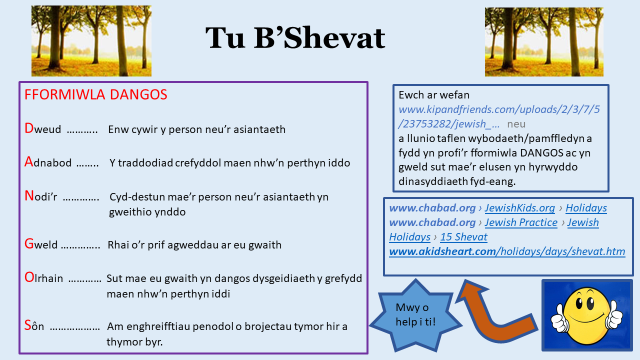 Tu B'Shevat
FFORMIWLA DANGOS
Dweud ……….. Enw cywir y person neu'r asiantaeth
Adnabod …….. Y traddodiad crefyddol maen nhw'n perthyn iddo
Nodi'r …………. Cyd-destun mae'r person neu'r asiantaeth yn
gweithio ynddo
Gweld ………….. Rhai o'r prif agweddau ar eu gwaith
Olrhain ………… Sut mae eu gwaith yn dangos dysgeidiaeth y grefydd
maen nhw'n perthyn iddi
Sôn ……………… Am enghreifftiau penodol o brojectau tymor hir a
thymor byr.
Ewch ar wefan
www.kipandfriends.com/uploads/2/3/7/5
/23753282/jewish_... neu
a llunio taflen wybodaeth/pamffled yn a
fydd yn profi'r fformiwla DANGOS ac yn
gweld sut mae'r elusen yn hyrwyddo
dinasyddiaeth fyd-eang.
www.chabad.org › JewishKids.org › Holidays
www.chabad.org › Jewish Practice › Jewish
Holidays › 15 Shevat
www.akidsheart.com/holidays/days/shevat.htm
Mwy o
help i ti!